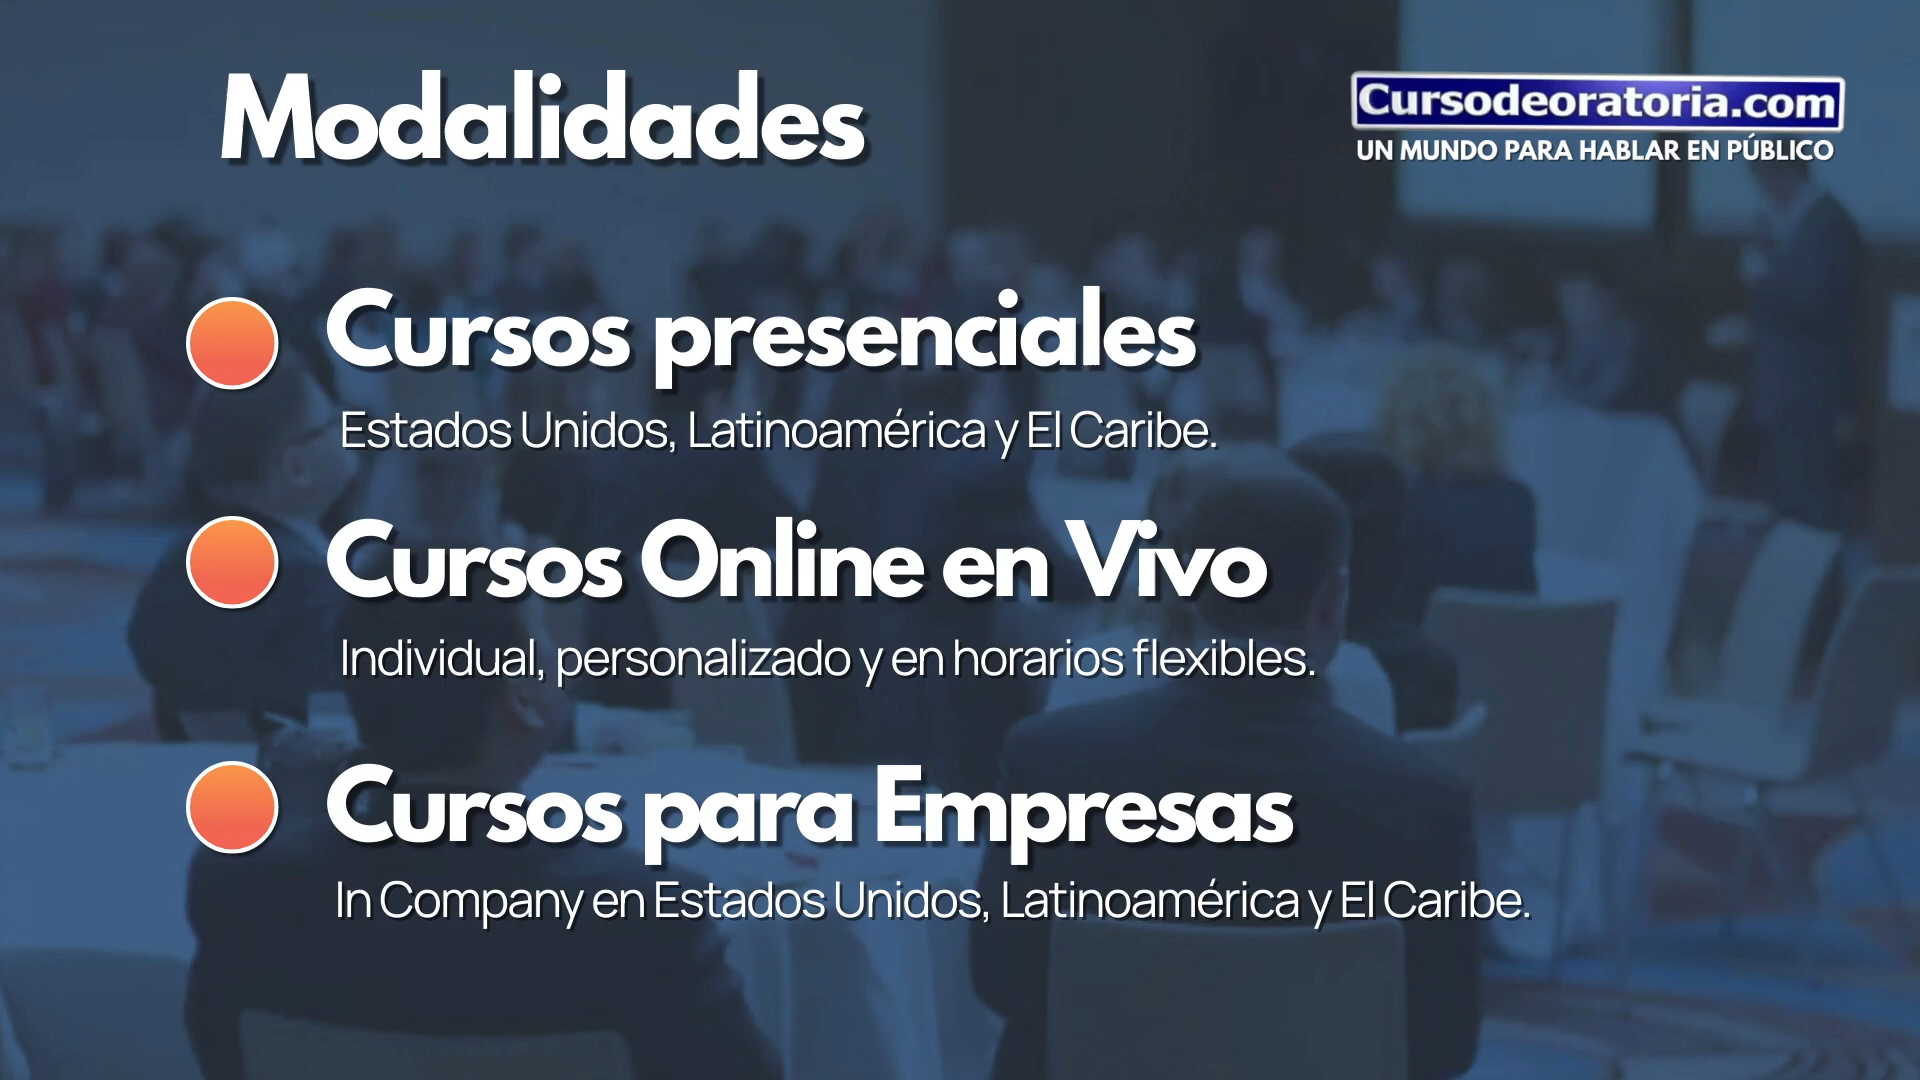 Modalidades
Cursodeoratoria.com
UN MUNDO PARA HABLAR EN PÚBLICO
Cursos presenciales
Estados Unidos, Latinoamérica y El Caribe.
Cursos Online en Vivo
Individual, personalizado y en horarios flexibles.
Cursos para Empresas
In Company en Estados Unidos, Latinoamérica y El Caribe.